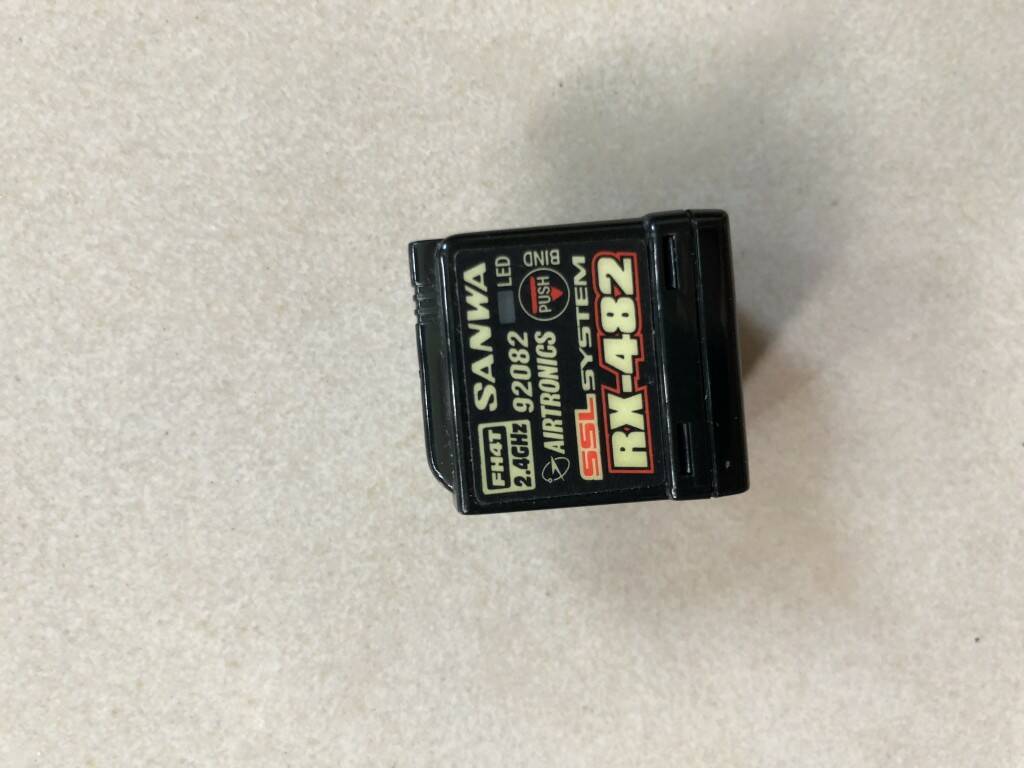 FH4T SANWA
2.4GHz 92082 LED
AIRTRONICS PUSH BIND
SSL SYSTEM
RX-482